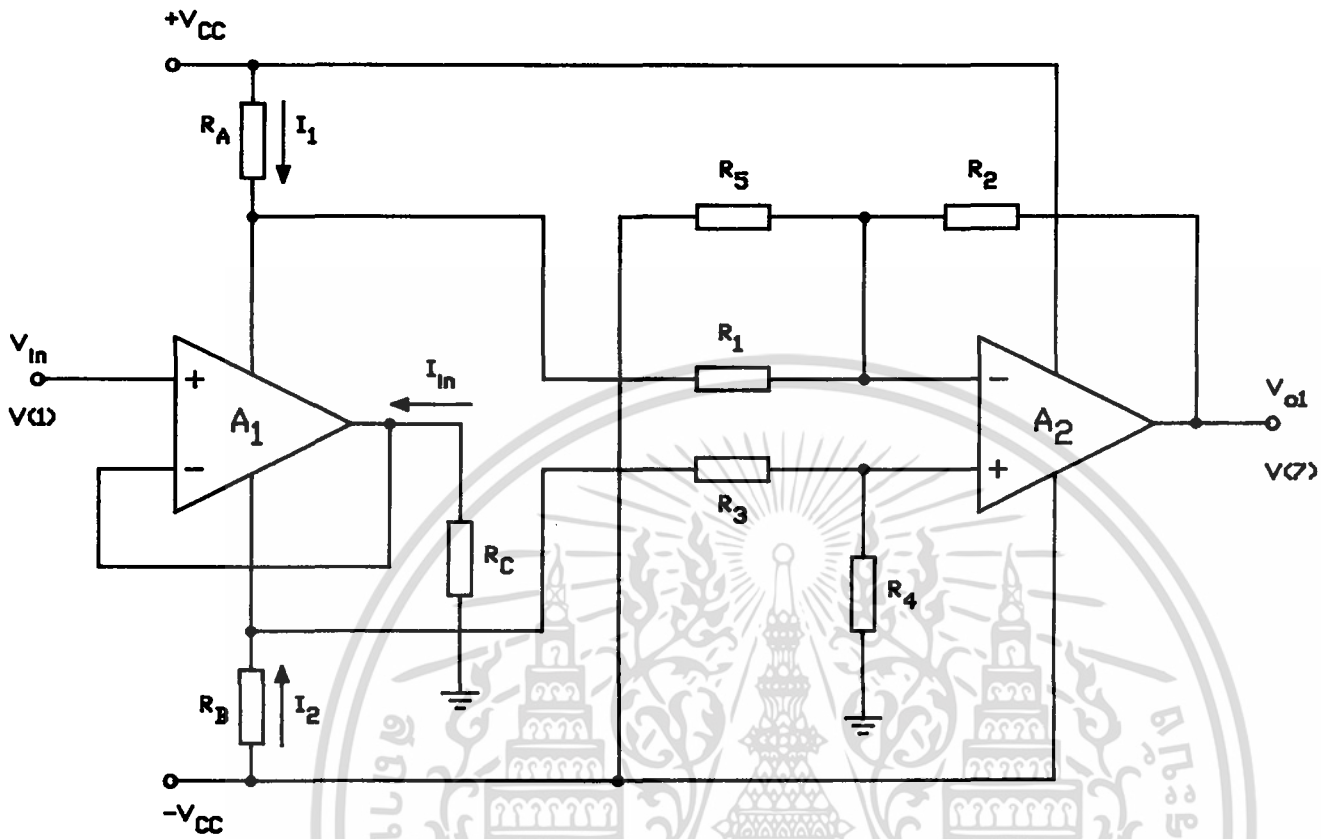 +VCC
RA
I1
R5
R2
Vin
V(1)
+
-
A1
Iin
R1
-
+
A2
Vo1
V(7)
R3
RC
R4
RB
I2
-VCC